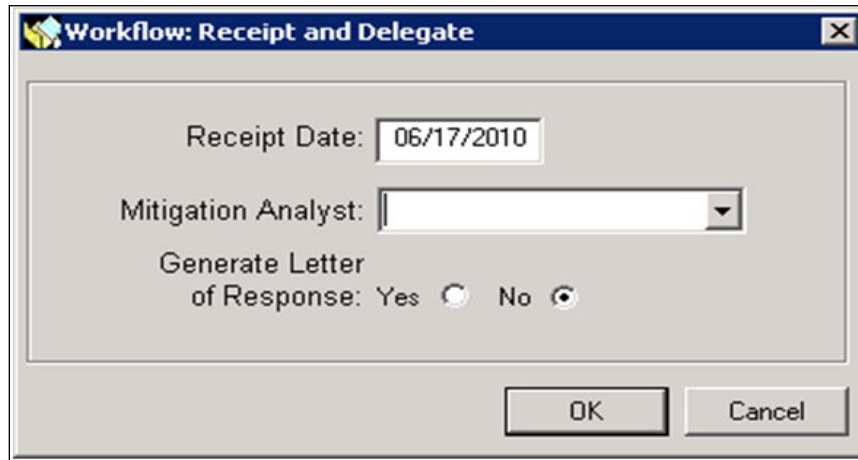 Workflow: Receipt and Delegate
Receipt Date: 06/17/2010
Mitigation Analyst:
Generate Letter
of Response: Yes No
OK Cancel